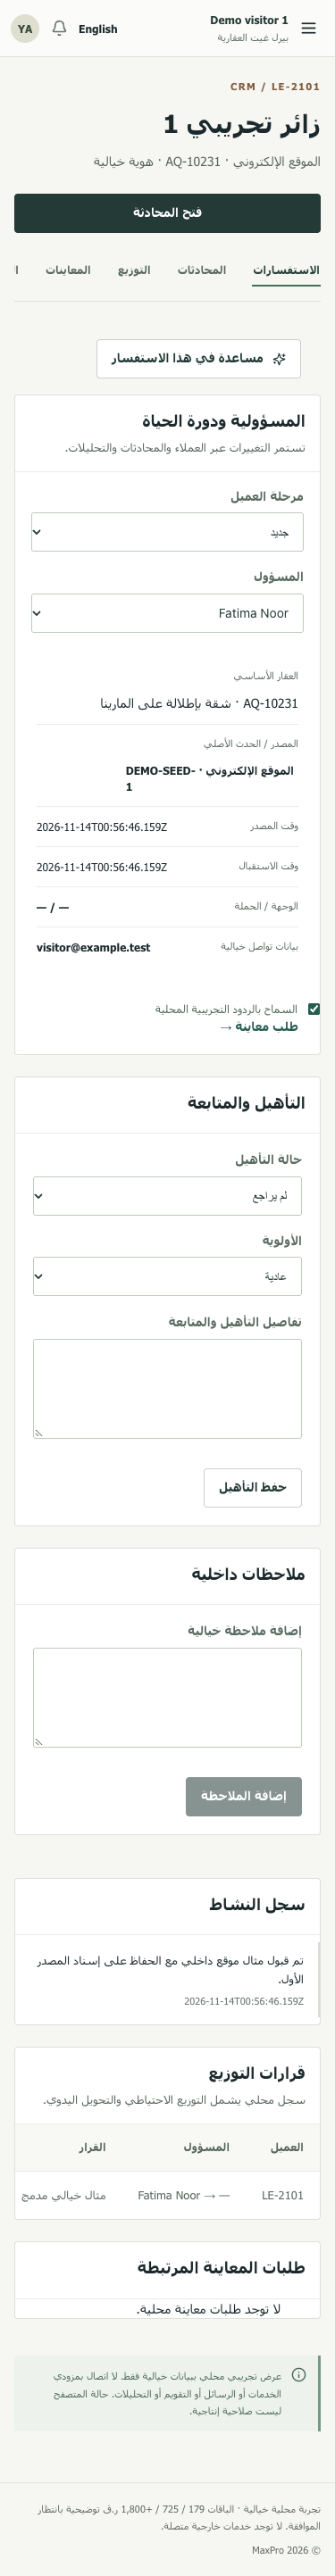 Demo visitor 1
بيرل غيث العقارية
English
YA
CRM / LE-2101
زائر تجريبي 1
الموقع الإلكتروني · AQ-10231 · هوية خيالية
فتح المحادثة
الاستفسارات
المحادثات
التوزيع
المعاينات
مساعدة في هذا الاستفسار
المسؤولية ودورة الحياة
تستمر التغييرات عبر العملاء والمحادثات والتحليلات.
مرحلة العميل
جديد
المسؤول
Fatima Noor
العقار الأساسي
AQ-10231 · شقة بإطلالة على المارينا
المصدر / الحدث الأصلي
الموقع الإلكتروني · DEMO-SEED-
1
وقت المصدر
2026-11-14T00:56:46.159Z
وقت الاستقبال
2026-11-14T00:56:46.159Z
الوجهة / الحملة
— / —
بيانات تواصل خيالية
visitor@example.test
السماح بالردود التجريبية المحلية
طلب معاينة →
التأهيل والمتابعة
حالة التأهيل
لم يراجع
الأولوية
عادية
تفاصيل التأهيل والمتابعة
حفظ التأهيل
ملاحظات داخلية
إضافة ملاحظة خيالية
إضافة الملاحظة
سجل النشاط
تم قبول مثال موقع داخلي مع الحفاظ على إسناد المصدر
الأول.
2026-11-14T00:56:46.159Z
قرارات التوزيع
سجل محلي يشمل التوزيع الاحتياطي والتحويل اليدوي.
العميل
المسؤول
القرار
LE-2101
— → Fatima Noor
مثال خيالي مدمج
طلبات المعاينة المرتبطة
لا توجد طلبات معاينة محلية.
عرض تجريبي محلي ببيانات خيالية فقط. لا اتصال بمزودي
الخدمات أو الرسائل أو التقويم أو التحليلات. حالة المتصفح
ليست صلاحية إنتاجية.
تجربة محلية خيالية · الباقات 179 / 725 / +1,800 ر.ق توضيحية بانتظار
الموافقة. لا توجد خدمات خارجية متصلة.
© 2026 MaxPro